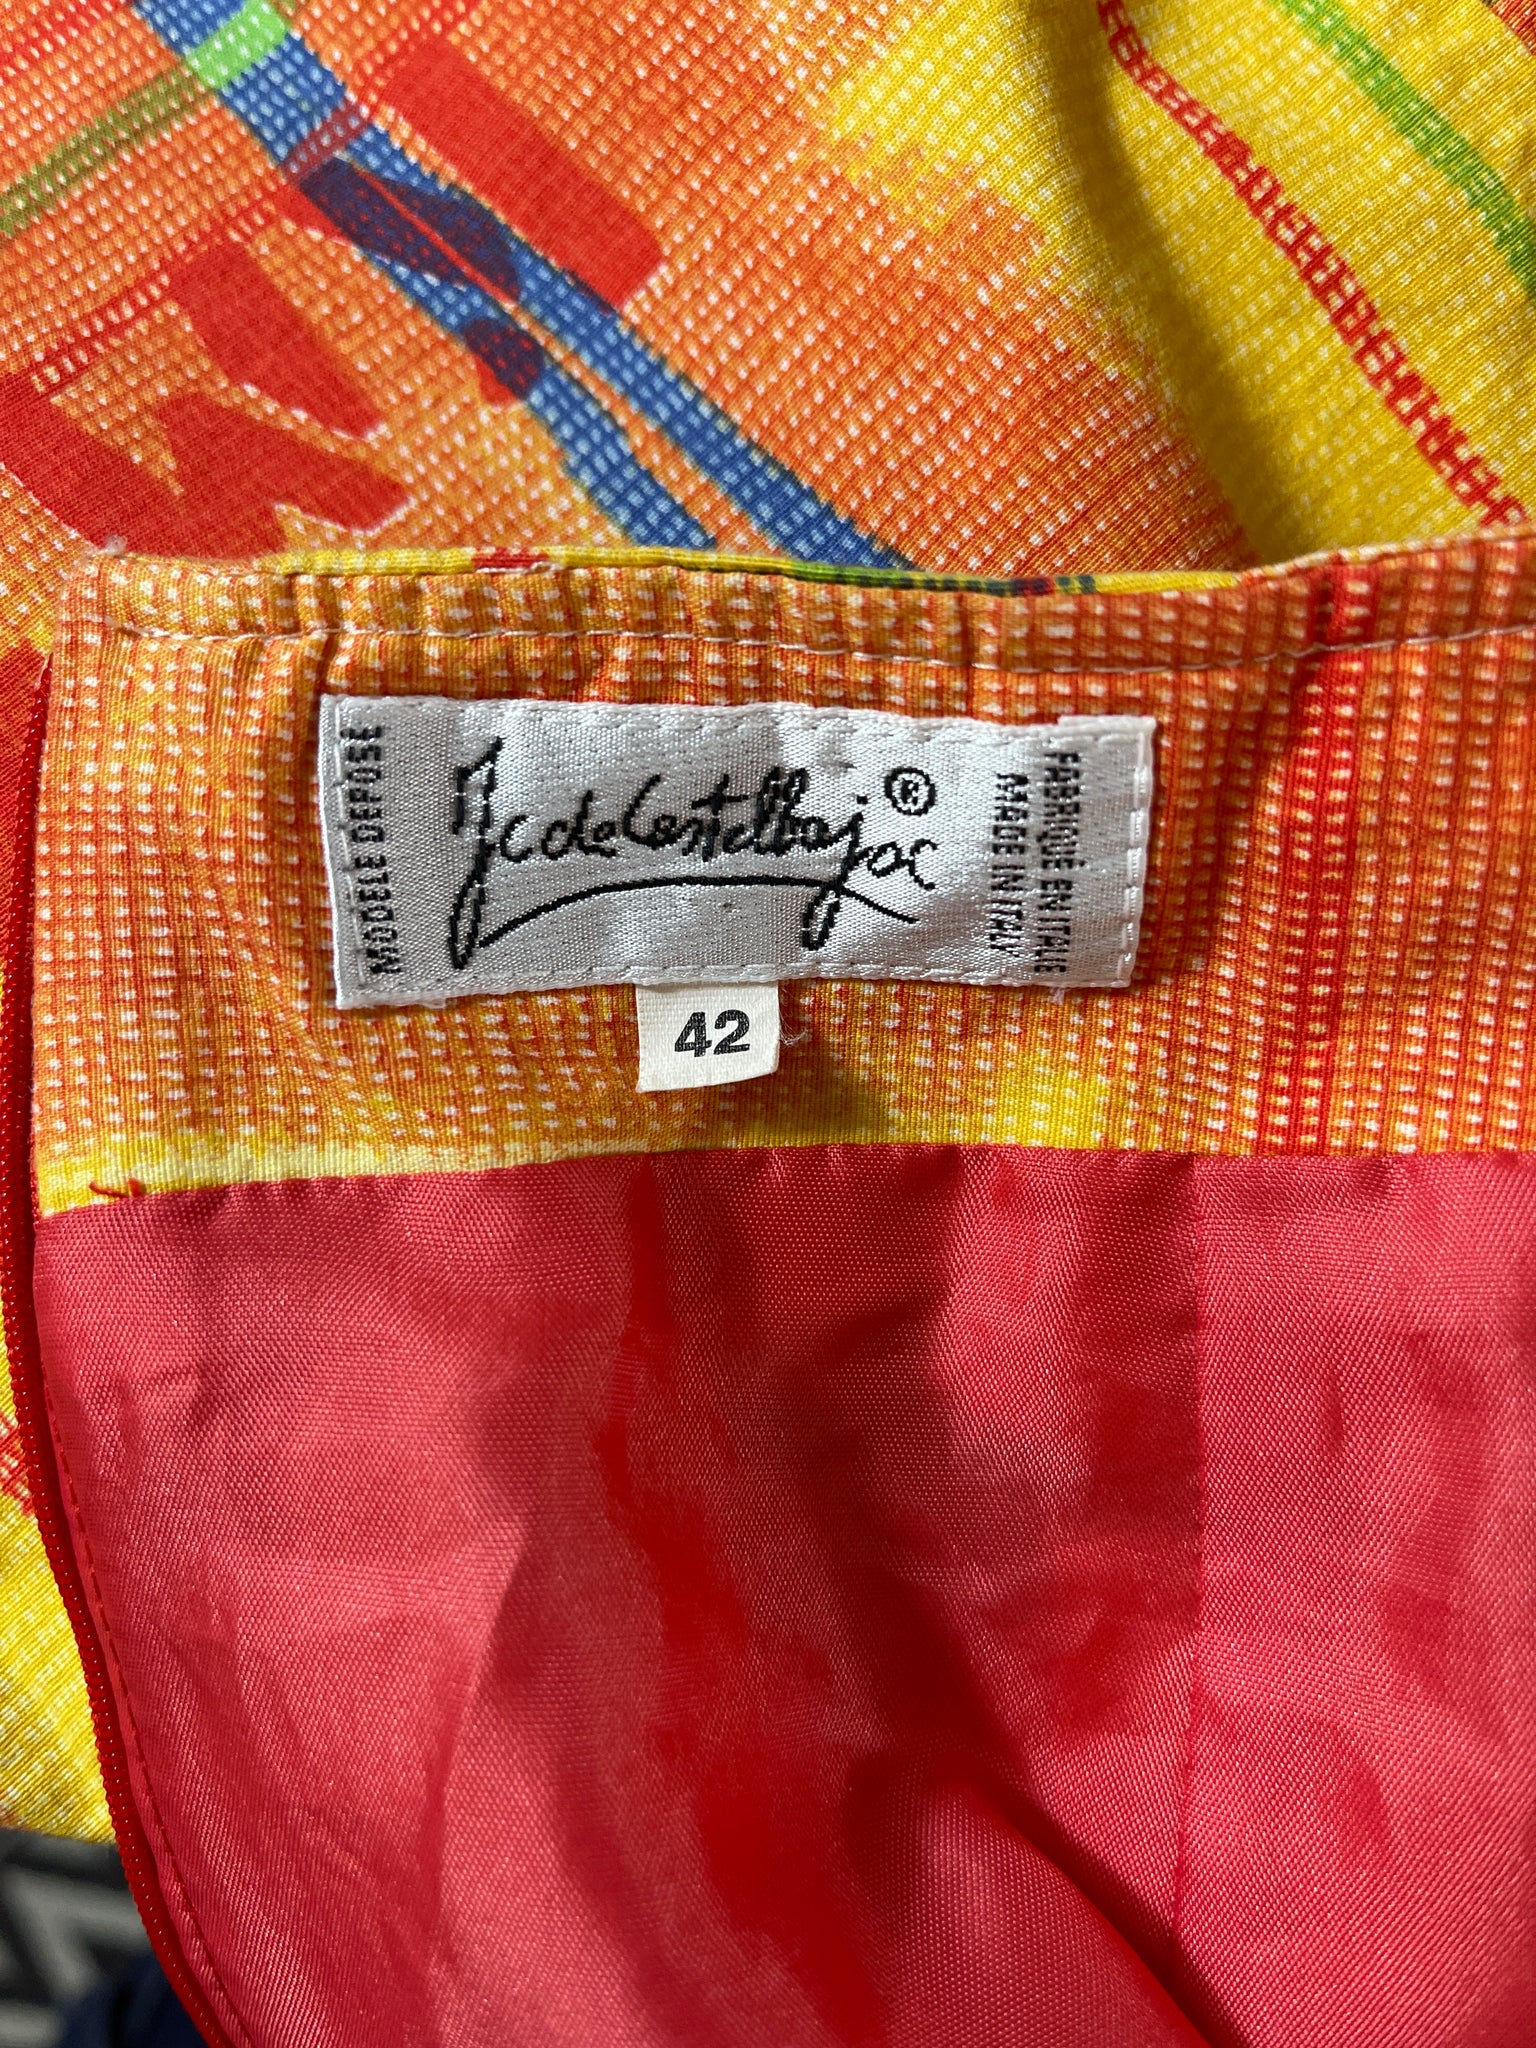 MODELE DEPOSE
JC de Castelbajac ®
FABRIQUÉ EN ITALIE
MADE IN ITALY
42